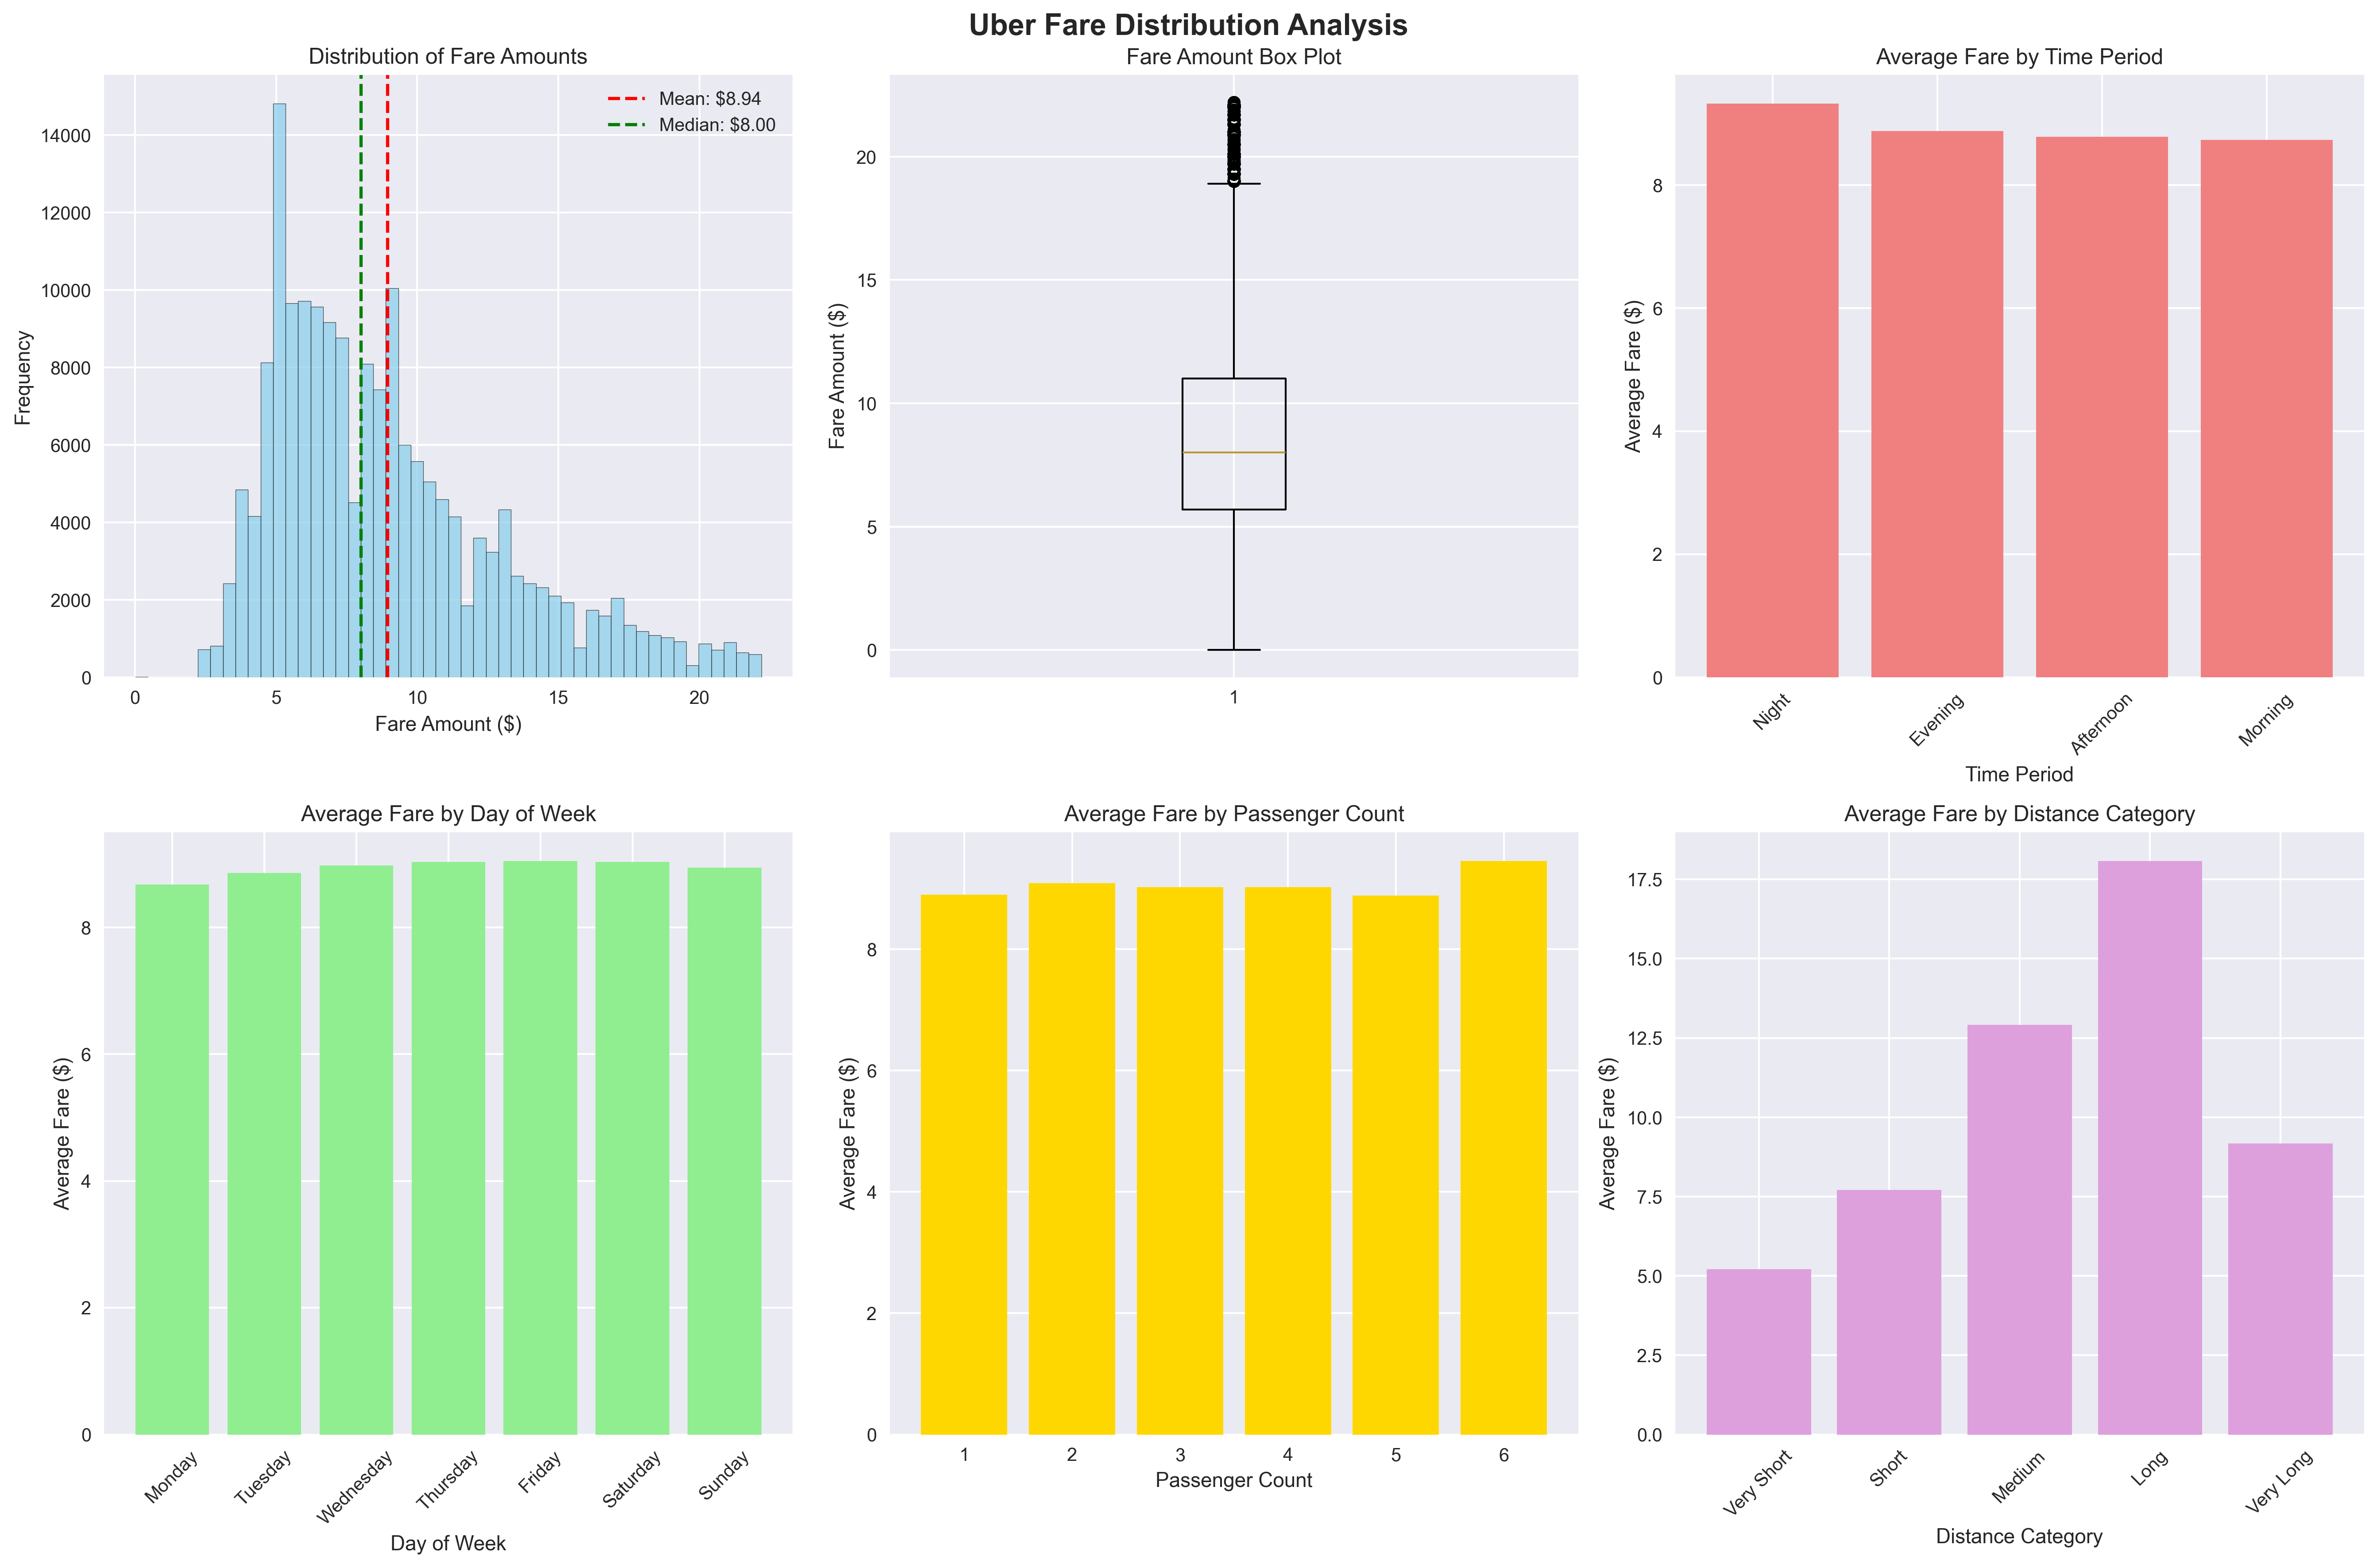 Uber Fare Distribution Analysis
Distribution of Fare Amounts
Mean: $8.94
Median: $8.00
14000
12000
10000
8000
6000
4000
2000
0
Frequency
0 5 10 15 20
Fare Amount ($)
Fare Amount Box Plot
20
15
10
5
0
Fare Amount ($)
1
Average Fare by Time Period
8
6
4
2
0
Average Fare ($)
Night Evening Afternoon Morning
Time Period
Average Fare by Day of Week
8
6
4
2
0
Average Fare ($)
Monday Tuesday Wednesday Thursday Friday Saturday Sunday
Day of Week
Average Fare by Passenger Count
8
6
4
2
0
Average Fare ($)
1 2 3 4 5 6
Passenger Count
Average Fare by Distance Category
17.5
15.0
12.5
10.0
7.5
5.0
2.5
0.0
Average Fare ($)
Very Short Short Medium Long Very Long
Distance Category